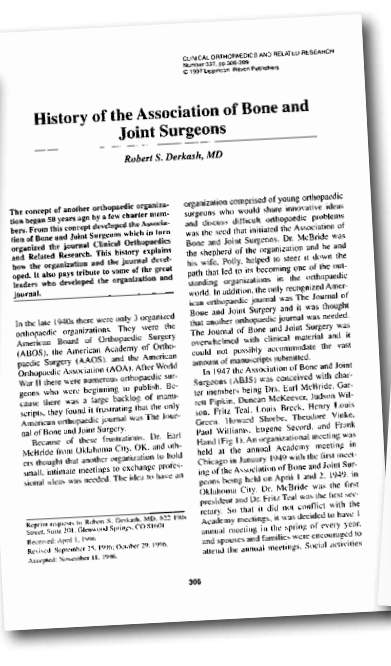 CLINICAL ORTHOPAEDICS AND RELATED RESEARCH
Number 337, pp 306-309
© 1997 Lippincott-Raven Publishers
History of the Association of Bone and
Joint Surgeons
Robert S. Derkash, MD
The concept of another orthopaedic organiza-
tion began 50 years ago by a few charter mem-
bers. From this concept developed the Associa-
tion of Bone and Joint Surgeons which in turn
organized the journal Clinical Orthopaedics
and Related Research. This history explains
how the organization and the journal devel-
oped. It also pays tribute to some of the great
leaders who developed the organization and
journal.
In the late 1940s there were only 3 organized
orthopaedic organizations. They were the
American Board of Orthopaedic Surgery
(ABOS), the American Academy of Ortho-
paedic Surgery (AAOS), and the American
Orthopaedic Association (AOA). After World
War II there were numerous orthopaedic sur-
geons who were beginning to publish. Be-
cause there was a large backlog of manu-
scripts, they found it frustrating that the only
American orthopaedic journal was The Jour-
nal of Bone and Joint Surgery.
Because of these frustrations, Dr. Earl
McBride from Oklahoma City, OK, and oth-
ers thought that another organization to hold
small, intimate meetings to exchange profes-
sional ideas was needed. The idea to have an
Reprint requests to Robert S. Derkash, MD, 622 19th
Street, Suite 201, Glenwood Springs, CO 81601.
Received: April 1, 1996.
Revised: September 25, 1996; October 29, 1996.
Accepted: November 18, 1996.
organization comprised of young orthopaedic
surgeons who would share innovative ideas
and discuss difficult orthopedic problems
was the seed that initiated the Association of
Bone and Joint Surgeons. Dr. McBride was
the shepherd of the organization and he and
his wife, Polly, helped to steer it down the
path that led to its becoming one of the out-
standing organizations in the orthopaedic
world. In addition, the only recognized Amer-
ican orthopaedic journal was The Journal of
Bone and Joint Surgery and it was thought
that another orthopaedic journal was needed.
The Journal of Bone and Joint Surgery was
overwhelmed with clinical material and it
could not possibly accommodate the vast
amount of manuscripts submitted.
In 1947 the Association of Bone and Joint
Surgeons (ABJS) was conceived with char-
ter members being Drs. Earl McBride, Gar-
rett Pipkin, Duncan McKeever, Judson Wil-
son, Fritz Teal, Louis Breck, Henry Louis
Green, Howard Shorbe, Theodore Vinke,
Paul Williams, Eugene Secord, and Frank
Hand (Fig 1). An organizational meeting was
held at the annual Academy meeting in
Chicago in January 1949 with the first meet-
ing of the Association of Bone and Joint Sur-
geons being held on April 1 and 2, 1949, in
Oklahoma City. Dr. McBride was the first
president and Dr. Fritz Teal was the first sec-
retary. So that it did not conflict with the
Academy meetings, it was decided to have 1
annual meeting in the spring of every year,
and spouses and families were encouraged to
attend the annual meetings. Social activities
306